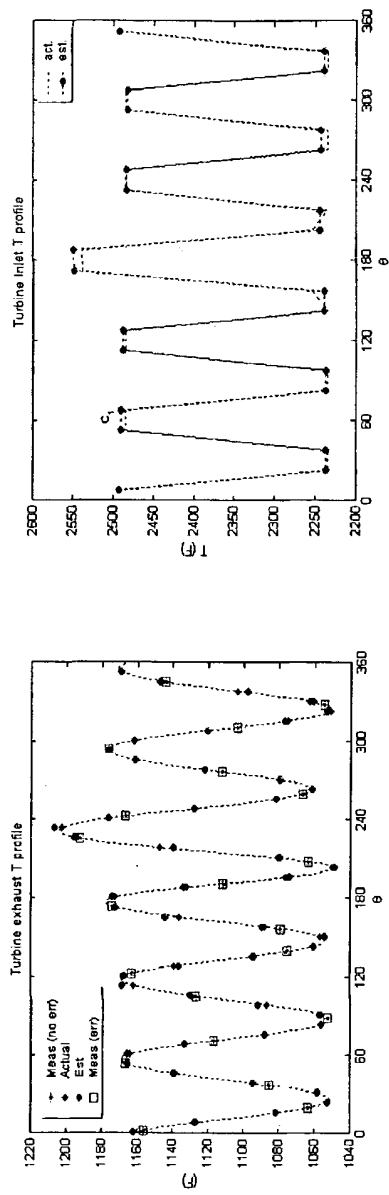 Turbine exhaust T profile
Meas (no err)
Actual
Est
Meas (err)
1220
1200
1180
1160
1140
1120
1100
1080
1060
1040
(F)
0
60
120
180
240
300
360
θ
Turbine Inlet T profile
act.
est.
2600
2550
2500
2450
2400
2350
2300
2250
2200
T (F)
C1
0
60
120
180
240
300
360
θ